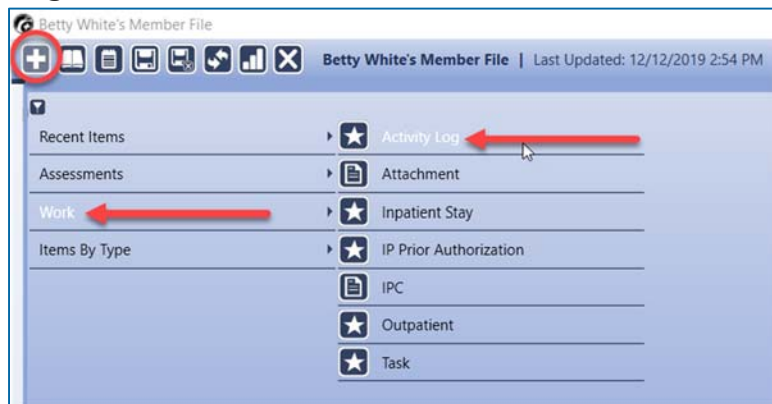 Betty White's Member File
Betty White's Member File | Last Updated: 12/12/2019 2:54 PM
Recent Items
Assessments
Work
Items By Type
Activity Log
Attachment
Inpatient Stay
IP Prior Authorization
IPC
Outpatient
Task